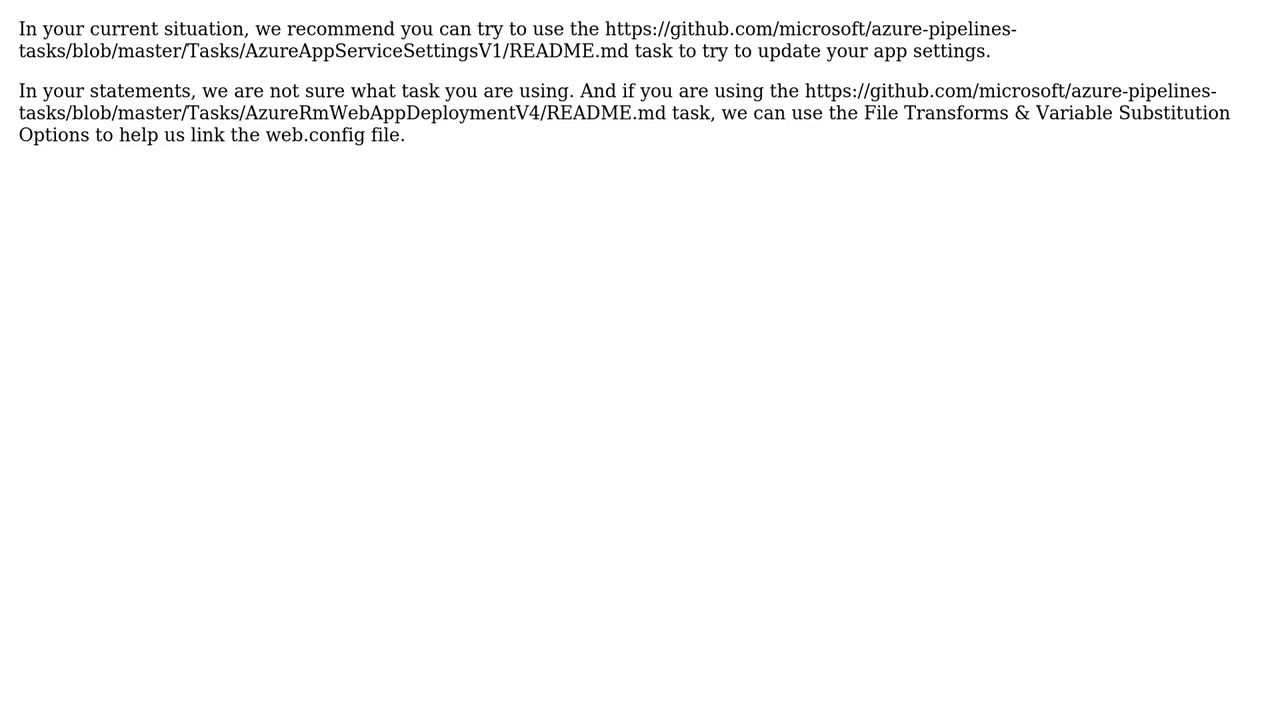 In your current situation, we recommend you can try to use the https://github.com/microsoft/azure-pipelines-
tasks/blob/master/Tasks/AzureAppServiceSettingsV1/README.md task to try to update your app settings.
In your statements, we are not sure what task you are using. And if you are using the https://github.com/microsoft/azure-pipelines-
tasks/blob/master/Tasks/AzureRmWebAppDeploymentV4/README.md task, we can use the File Transforms & Variable Substitution
Options to help us link the web.config file.